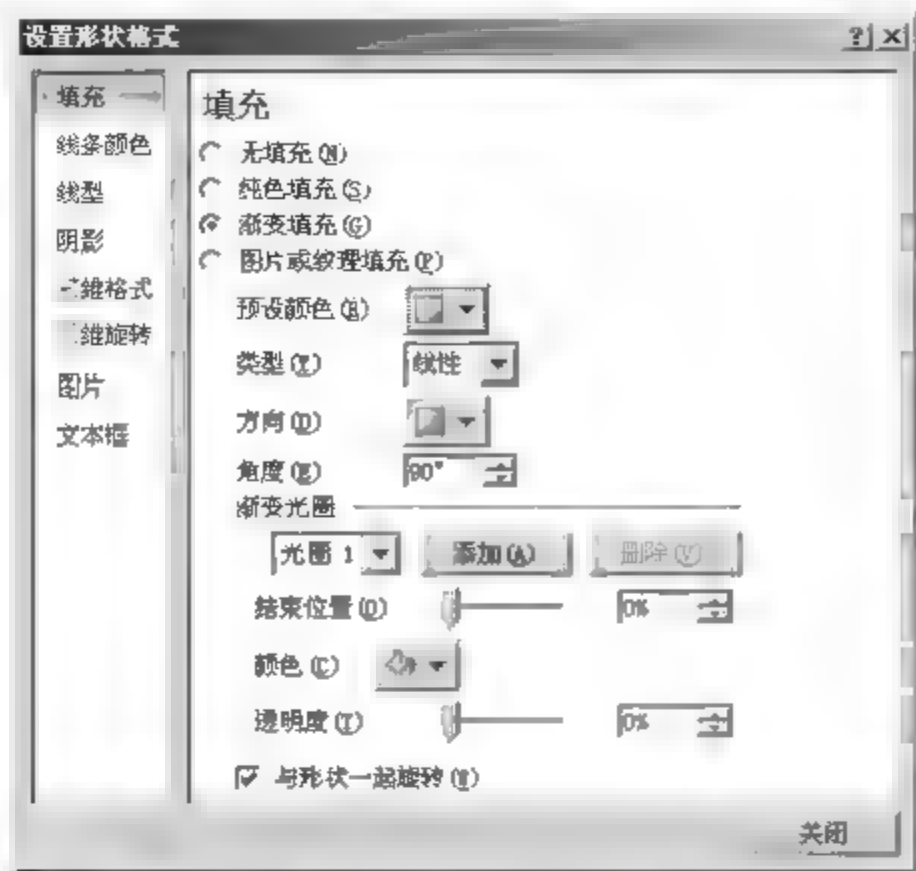 设置形状格式
填充
线条颜色
线型
阴影
维格式
维旋转
图片
文本框
填充
无填充(N)
纯色填充(S)
渐变填充(G)
图片或纹理填充(P)
预设颜色(R)
类型(Y) 线性
方向(D)
角度(E) 90°
渐变光圈
光圈 1 添加(A) 删除(V)
结束位置(O) 0%
颜色(C)
透明度(T) 0%
与形状一起旋转(W)
关闭